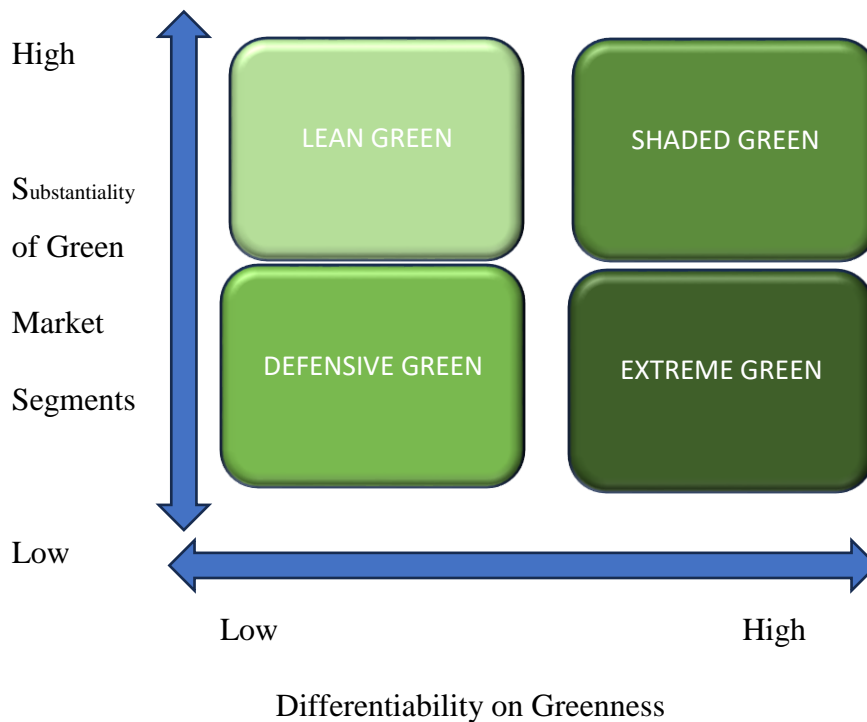 High
LEAN GREEN
SHADED GREEN
Substantiality
of Green
Market
Segments
DEFENSIVE GREEN
EXTREME GREEN
Low
Low
High
Differentiability on Greenness